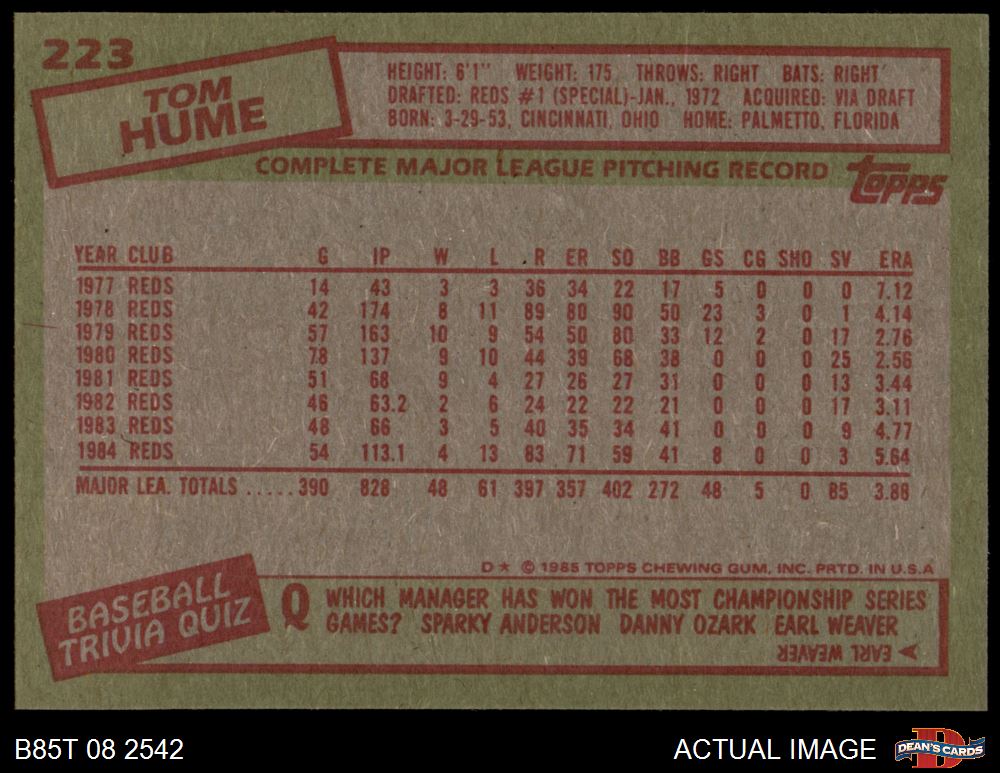 223
TOM
HUME
HEIGHT: 6'1" WEIGHT: 175 THROWS: RIGHT BATS: RIGHT
DRAFTED: REDS #1 (SPECIAL)-JAN., 1972 ACQUIRED: VIA DRAFT
BORN: 3-29-53, CINCINNATI, OHIO HOME: PALMETTO, FLORIDA
COMPLETE MAJOR LEAGUE PITCHING RECORD
topps
YEAR CLUB G IP W L R ER SO BB GS CG SHO SV ERA
1977 REDS 14 43 3 3 36 34 22 17 5 0 0 0 7.12
1978 REDS 42 174 8 11 89 80 90 50 23 3 0 1 4.14
1979 REDS 57 163 10 9 54 50 80 33 12 2 0 17 2.76
1980 REDS 78 137 9 10 44 39 68 38 0 0 0 25 2.56
1981 REDS 51 68 9 4 27 26 27 31 0 0 0 13 3.44
1982 REDS 46 63.2 2 6 24 22 22 21 0 0 0 17 3.11
1983 REDS 48 66 3 5 40 35 34 41 0 0 0 9 4.77
1984 REDS 54 113.1 4 13 83 71 59 41 8 0 0 3 5.64
MAJOR LEA. TOTALS ..... 390 828 48 61 397 357 402 272 48 5 0 85 3.88
D★ © 1985 TOPPS CHEWING GUM, INC. PRTD. IN U.S.A
BASEBALL
TRIVIA QUIZ
Q WHICH MANAGER HAS WON THE MOST CHAMPIONSHIP SERIES
GAMES? SPARKY ANDERSON DANNY OZARK EARL WEAVER
A EARL WEAVER
B85T 08 2542
ACTUAL IMAGE
D
DEAN'S CARDS